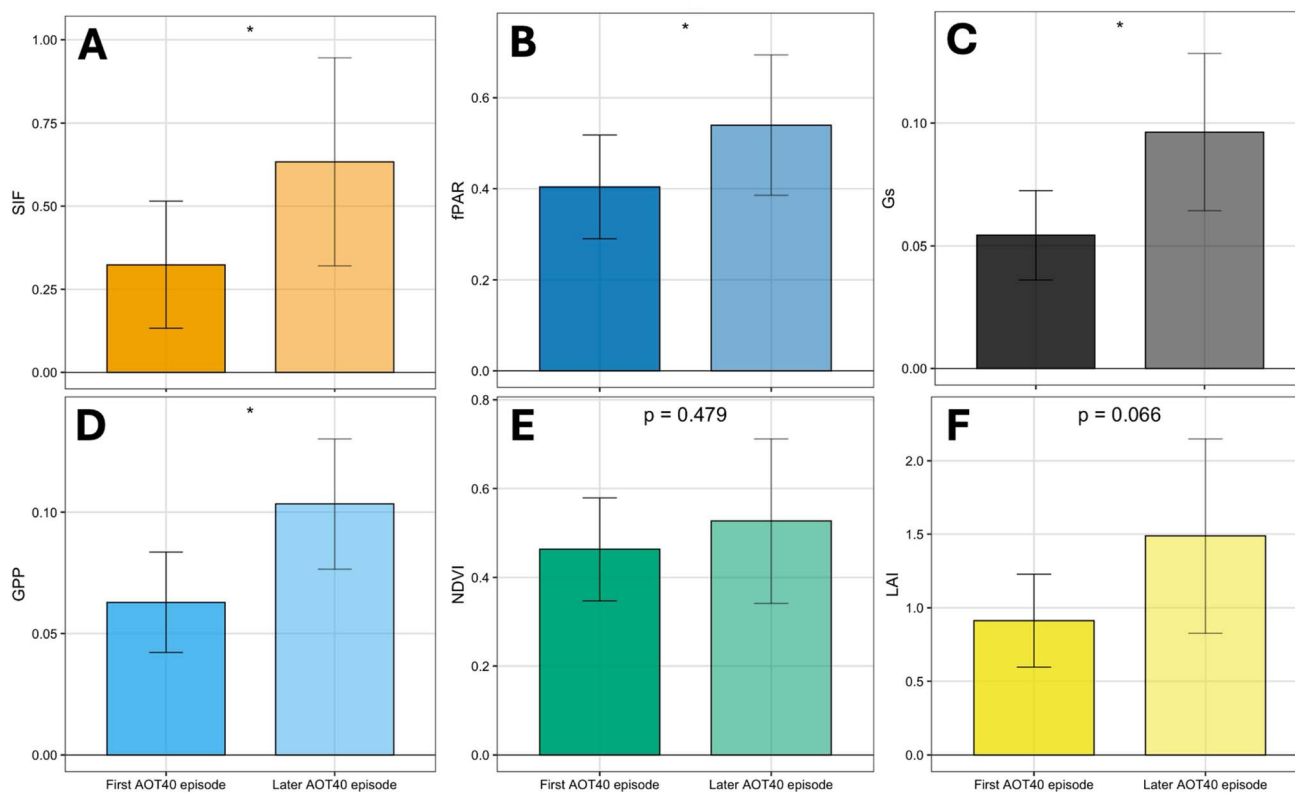 A
*
1.00
0.75
0.50
0.25
0.00
SIF
B
*
0.6
0.4
0.2
0.0
fPAR
C
*
0.10
0.05
0.00
Gs
D
*
0.10
0.05
0.00
GPP
First AOT40 episode
Later AOT40 episode
E
p = 0.479
0.8
0.6
0.4
0.2
0.0
NDVI
First AOT40 episode
Later AOT40 episode
F
p = 0.066
2.0
1.5
1.0
0.5
0.0
LAI
First AOT40 episode
Later AOT40 episode